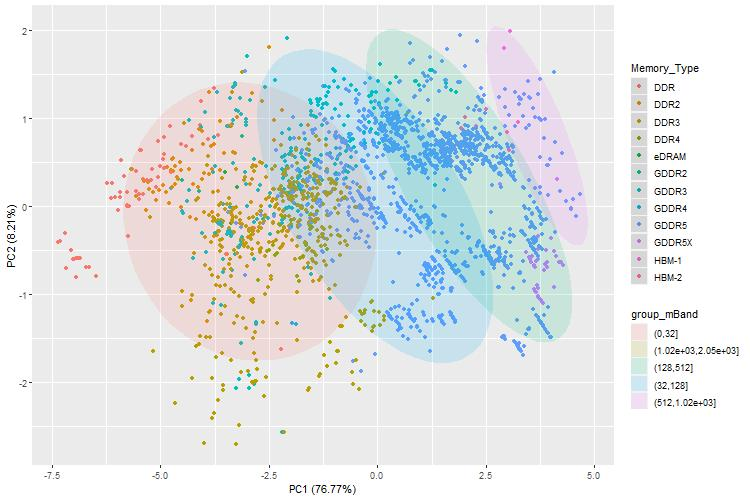 2
1
0
-1
-2
PC2 (6.21%)
-7.5
-5.0
-2.5
0.0
2.5
5.0
PC1 (76.77%)
Memory_Type
DDR
DDR2
DDR3
DDR4
eDRAM
GDDR2
GDDR3
GDDR4
GDDR5
GDDR5X
HBM-1
HBM-2
group_mBand
(0,32]
(1.02e+03,2.05e+03]
(128,512]
(32,128]
(512,1.02e+03]